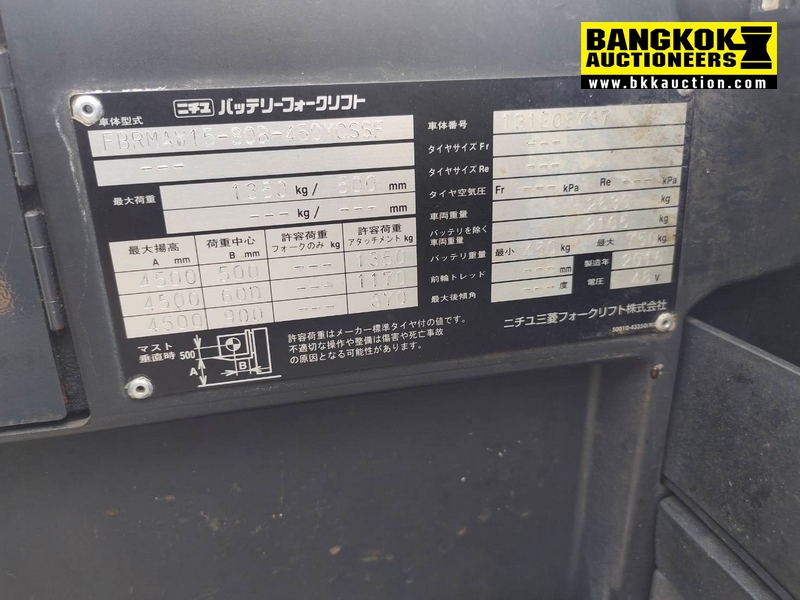 BANGKOK
AUCTIONEERS
www.bkkauction.com
ニチユ バッテリーフォークリフト
車体型式
FBRMAW15-80B-450MCSSF
---
最大荷重
1350 kg / 500 mm
--- kg / --- mm
最大揚高 A mm
荷重中心 B mm
許容荷重 フォークのみ kg
許容荷重 アタッチメント kg
4500 500 --- 1350
4500 600 --- 1170
4500 900 --- 870
マスト
垂直時 500
A
B
許容荷重はメーカー標準タイヤ付の値です。
不適切な操作や整備は傷害や死亡事故
の原因となる可能性があります。
車体番号
タイヤサイズ Fr ---
タイヤサイズ Re ---
タイヤ空気圧 Fr --- kPa Re --- kPa
車両重量 kg
バッテリを除く
車両重量 kg
バッテリ重量 最小 kg 最大 kg
前輪トレッド --- mm 製造年
最大後傾角 --- 度 電圧 48 V
ニチユ三菱フォークリフト株式会社